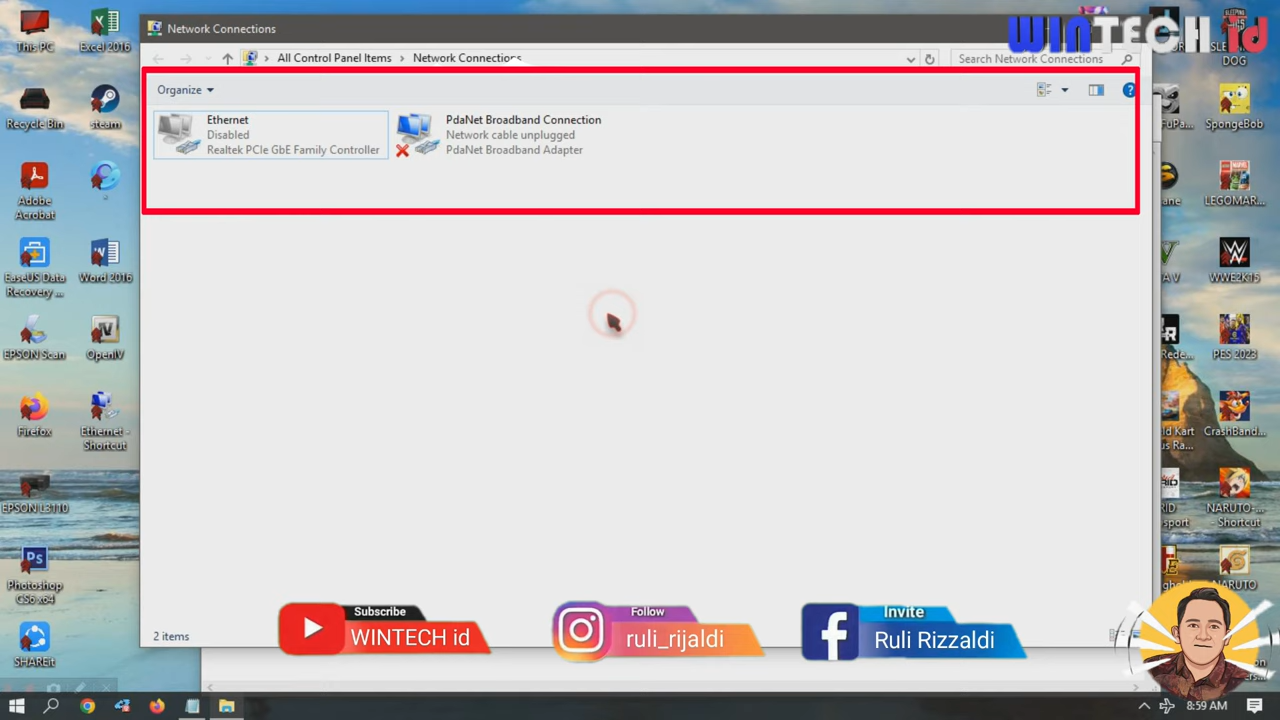 Network Connections
WINTECH Id
All Control Panel Items > Network Connections
Search Network Connections
Organize
Ethernet
Disabled
Realtek PCIe GbE Family Controller
PdaNet Broadband Connection
Network cable unplugged
PdaNet Broadband Adapter
This PC
Excel 2016
Recycle Bin
steam
Adobe
Acrobat
EaseUS Data
Recovery ...
Word 2016
EPSON Scan
OpenIV
Firefox
Ethernet -
Shortcut
EPSON L3110
Photoshop
CS6 x64
SHAREit
DOG
SpongeBob
LEGOMAR...
WWE2K15
PES 2023
CrashBand...
NARUTO-...
- Shortcut
NARUTO
2 items
Subscribe
WINTECH id
Follow
ruli_rijaldi
Invite
Ruli Rizzaldi
8:59 AM